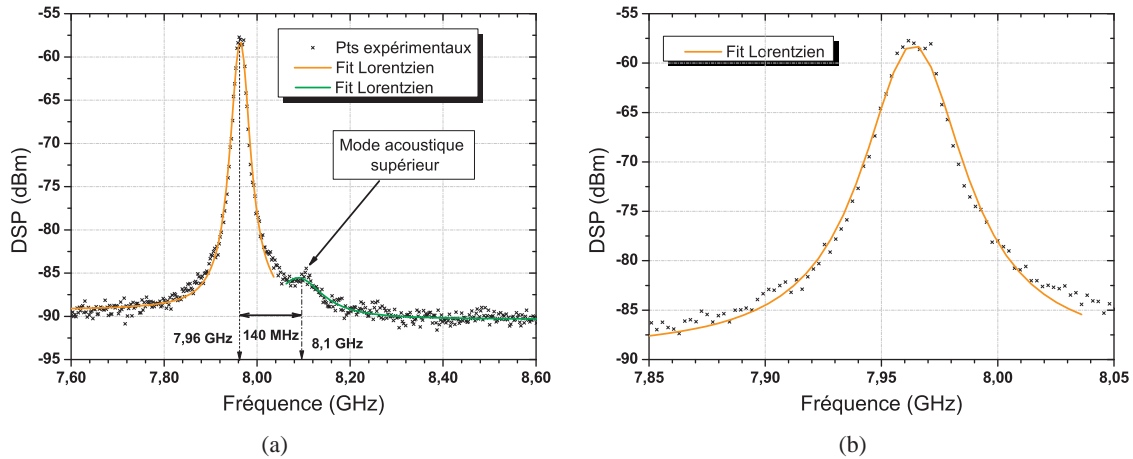 -55
-60
-65
-70
-75
-80
-85
-90
-95
DSP (dBm)
Pts expérimentaux
Fit Lorentzien
Fit Lorentzien
Mode acoustique
supérieur
7,96 GHz
140 MHz
8,1 GHz
7,60 7,80 8,00 8,20 8,40 8,60
Fréquence (GHz)
(a)
-55
-60
-65
-70
-75
-80
-85
-90
DSP (dBm)
Fit Lorentzien
7,85 7,90 7,95 8,00 8,05
Fréquence (GHz)
(b)